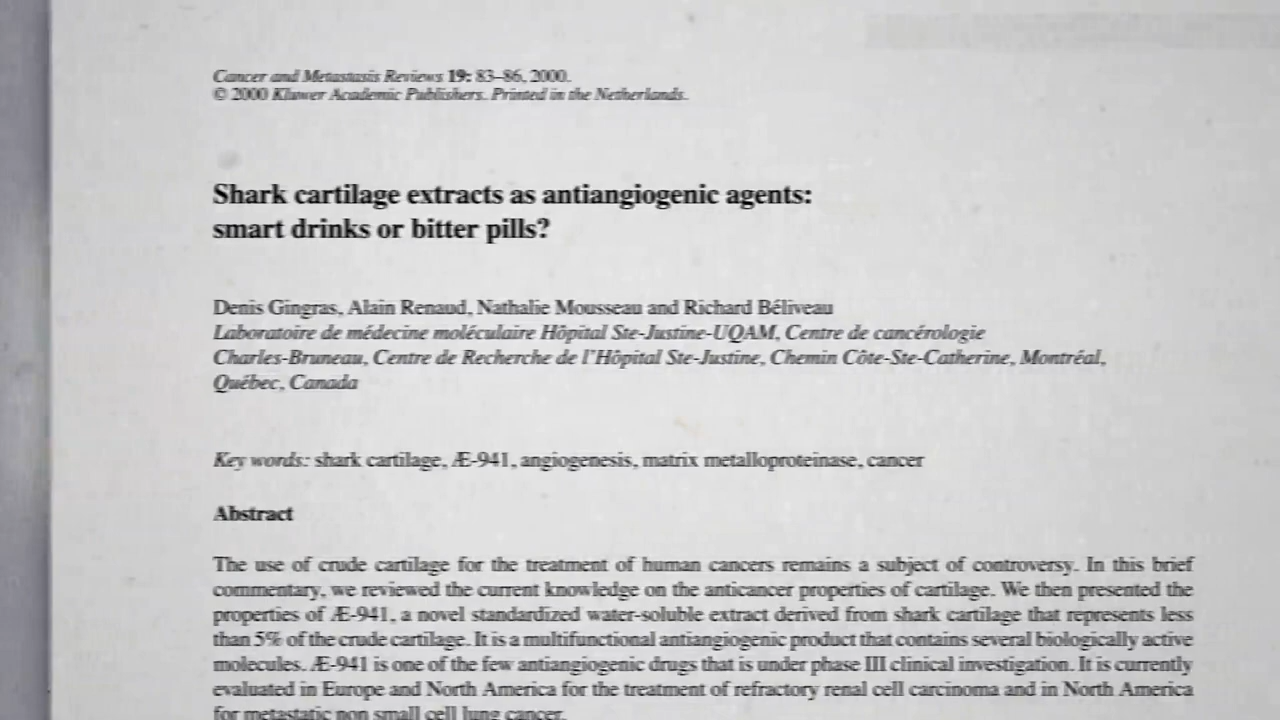 Cancer and Metastasis Reviews 19: 83–86, 2000.
© 2000 Kluwer Academic Publishers. Printed in the Netherlands.
Shark cartilage extracts as antiangiogenic agents:
smart drinks or bitter pills?
Denis Gingras, Alain Renaud, Nathalie Mousseau and Richard Béliveau
Laboratoire de médecine moléculaire Hôpital Ste-Justine-UQAM, Centre de cancérologie
Charles-Bruneau, Centre de Recherche de l'Hôpital Ste-Justine, Chemin Côte-Ste-Catherine, Montréal,
Québec, Canada
Key words: shark cartilage, Æ-941, angiogenesis, matrix metalloproteinase, cancer
Abstract
The use of crude cartilage for the treatment of human cancers remains a subject of controversy. In this brief
commentary, we reviewed the current knowledge on the anticancer properties of cartilage. We then presented the
properties of Æ-941, a novel standardized water-soluble extract derived from shark cartilage that represents less
than 5% of the crude cartilage. It is a multifunctional antiangiogenic product that contains several biologically active
molecules. Æ-941 is one of the few antiangiogenic drugs that is under phase III clinical investigation. It is currently
evaluated in Europe and North America for the treatment of refractory renal cell carcinoma and in North America
for metastatic non small cell lung cancer.